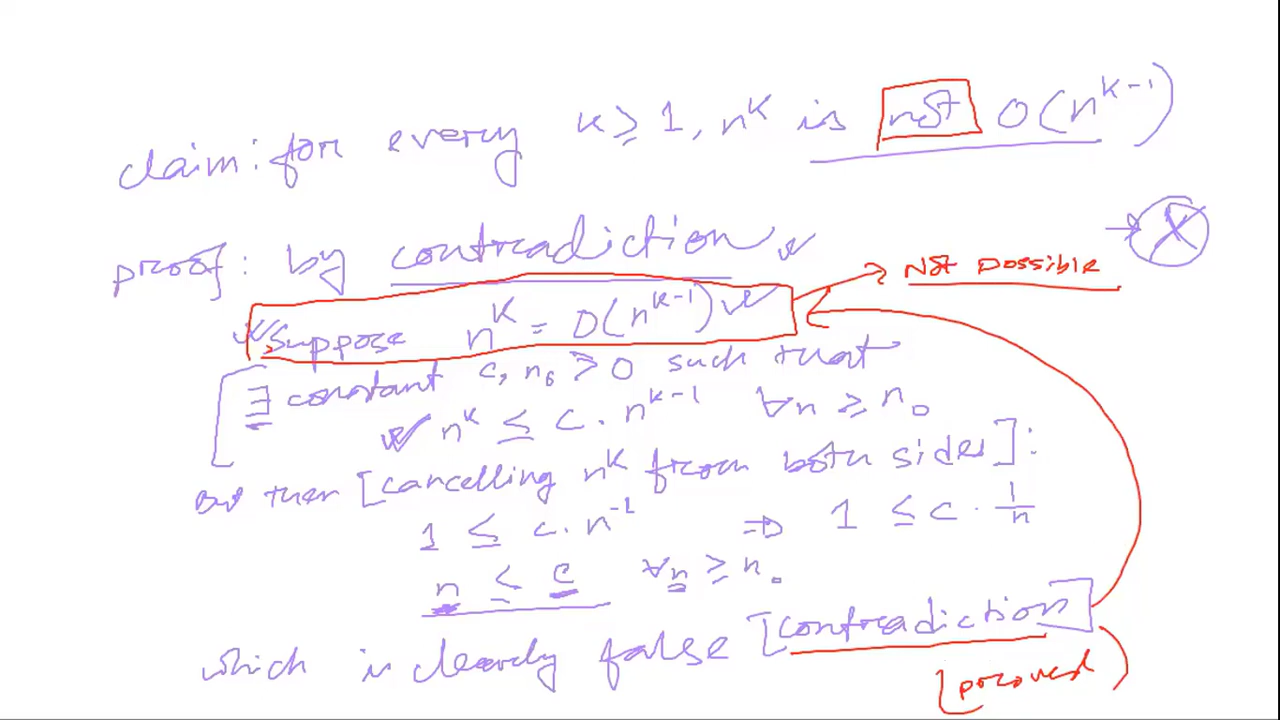 claim: for every k ≥ 1, n^k is not O(n^{k-1})
proof: by contradiction
Not possible
Suppose n^k = O(n^{k-1})
∃ constant c, n₀ ≥ 0 such that
n^k ≤ c · n^{k-1} ∀n ≥ n₀
But then [cancelling n^k from both sides]:
1 ≤ c · n^{-1} ⇒ 1 ≤ c · 1/n
n ≤ c ∀n ≥ n₀
which is clearly false [contradiction]
[proved]